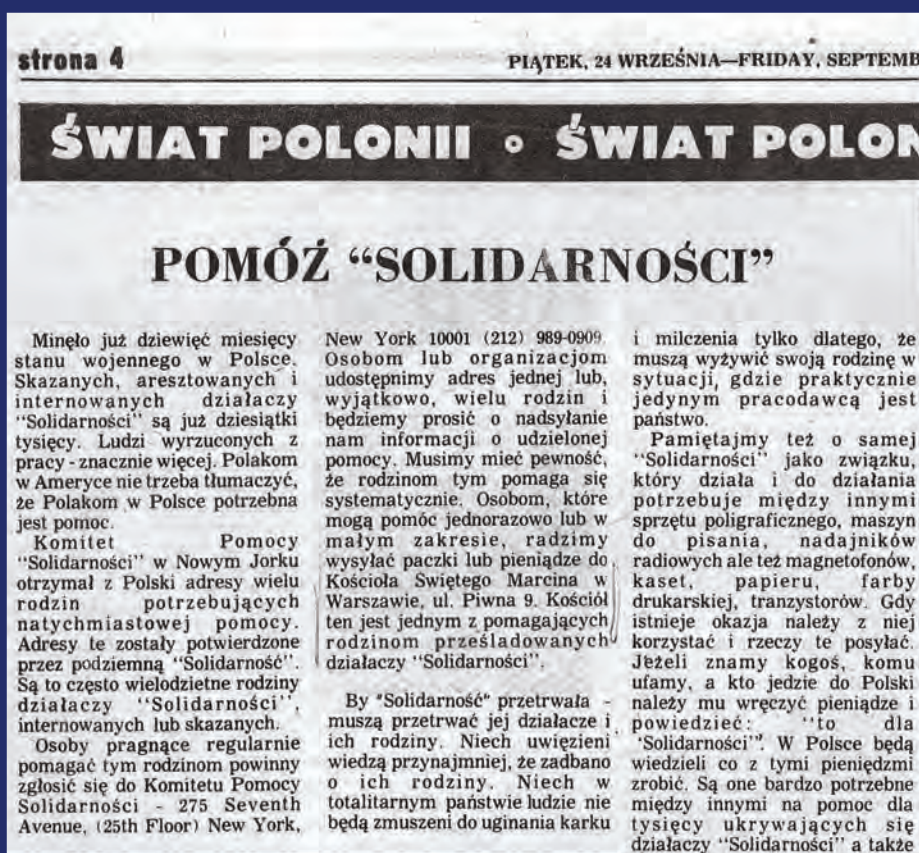 strona 4
PIĄTEK, 24 WRZEŚNIA—FRIDAY, SEPTEMB
ŚWIAT POLONII • ŚWIAT POLON
POMÓŻ “SOLIDARNOŚCI”
Minęło już dziewięć miesięcy
stanu wojennego w Polsce.
Skazanych, aresztowanych i
internowanych działaczy
“Solidarności” są już dziesiątki
tysięcy. Ludzi wyrzuconych z
pracy - znacznie więcej. Polakom
w Ameryce nie trzeba tłumaczyć,
że Polakom w Polsce potrzebna
jest pomoc.
Komitet Pomocy
“Solidarności” w Nowym Jorku
otrzymał z Polski adresy wielu
rodzin potrzebujących
natychmiastowej pomocy.
Adresy te zostały potwierdzone
przez podziemną “Solidarność”.
Są to często wielodzietne rodziny
działaczy “Solidarności”,
internowanych lub skazanych.
Osoby pragnące regularnie
pomagać tym rodzinom powinny
zgłosić się do Komitetu Pomocy
Solidarności - 275 Seventh
Avenue, (25th Floor) New York,
New York 10001 (212) 989-0909.
Osobom lub organizacjom
udostępnimy adres jednej lub,
wyjątkowo, wielu rodzin i
będziemy prosić o nadsyłanie
nam informacji o udzielonej
pomocy. Musimy mieć pewność,
że rodzinom tym pomaga się
systematycznie. Osobom, które
mogą pomóc jednorazowo lub w
małym zakresie, radzimy
wysyłać paczki lub pieniądze do
Kościoła Swiętego Marcina w
Warszawie, ul. Piwna 9. Kościół
ten jest jednym z pomagających
rodzinom prześladowanych
działaczy “Solidarności”.
By "Solidarność" przetrwała -
muszą przetrwać jej działacze i
ich rodziny. Niech uwięzieni
wiedzą przynajmniej, że zadbano
o ich rodziny. Niech w
totalitarnym państwie ludzie nie
będą zmuszeni do uginania karku
i milczenia tylko dlatego, że
muszą wyżywić swoją rodzinę w
sytuacji, gdzie praktycznie
jedynym pracodawcą jest
państwo.
Pamiętajmy też o samej
“Solidarności” jako związku,
który działa i do działania
potrzebuje między innymi
sprzętu poligraficznego, maszyn
do pisania, nadajników
radiowych ale też magnetofonów,
kaset, papieru, farby
drukarskiej, tranzystorów. Gdy
istnieje okazja należy z niej
korzystać i rzeczy te posyłać.
Jeżeli znamy kogoś, komu
ufamy, a kto jedzie do Polski
należy mu wręczyć pieniądze i
powiedzieć: “to dla
‘Solidarności’”. W Polsce będą
wiedzieli co z tymi pieniędzmi
zrobić. Są one bardzo potrzebne
między innymi na pomoc dla
tysięcy ukrywających się
działaczy “Solidarności” a także